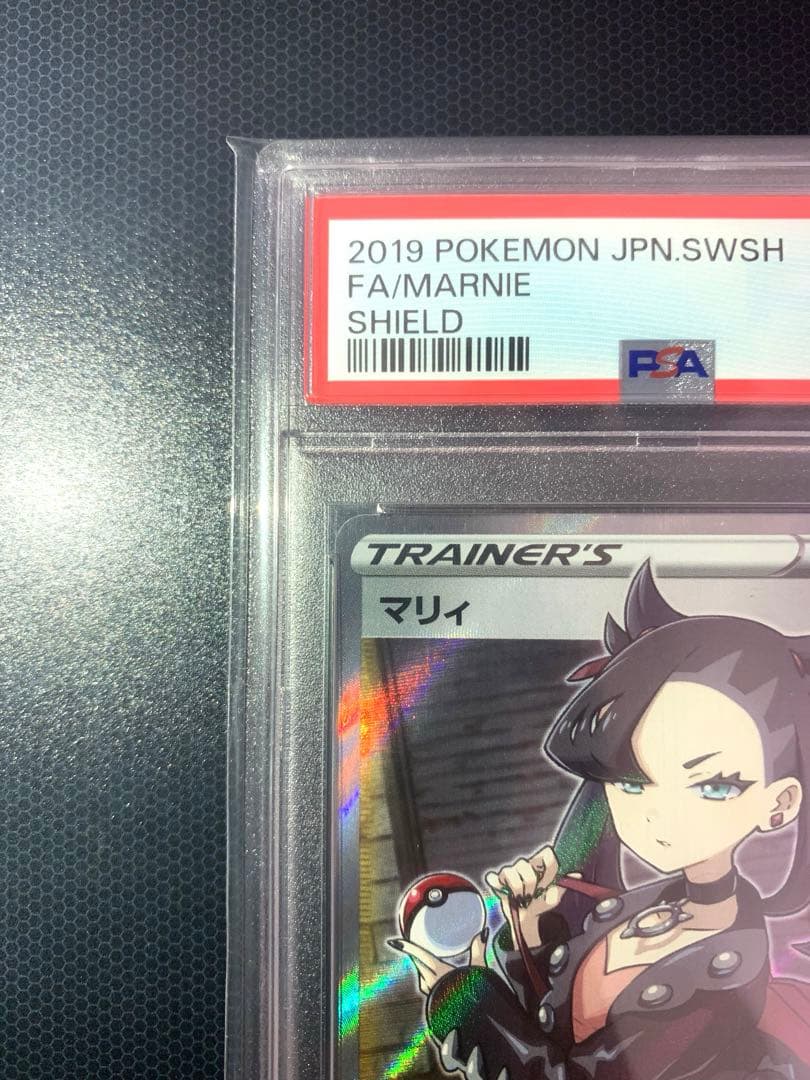 2019 POKEMON JPN.SWSH
FA/MARNIE
SHIELD
PSA
TRAINER'S
マリィ